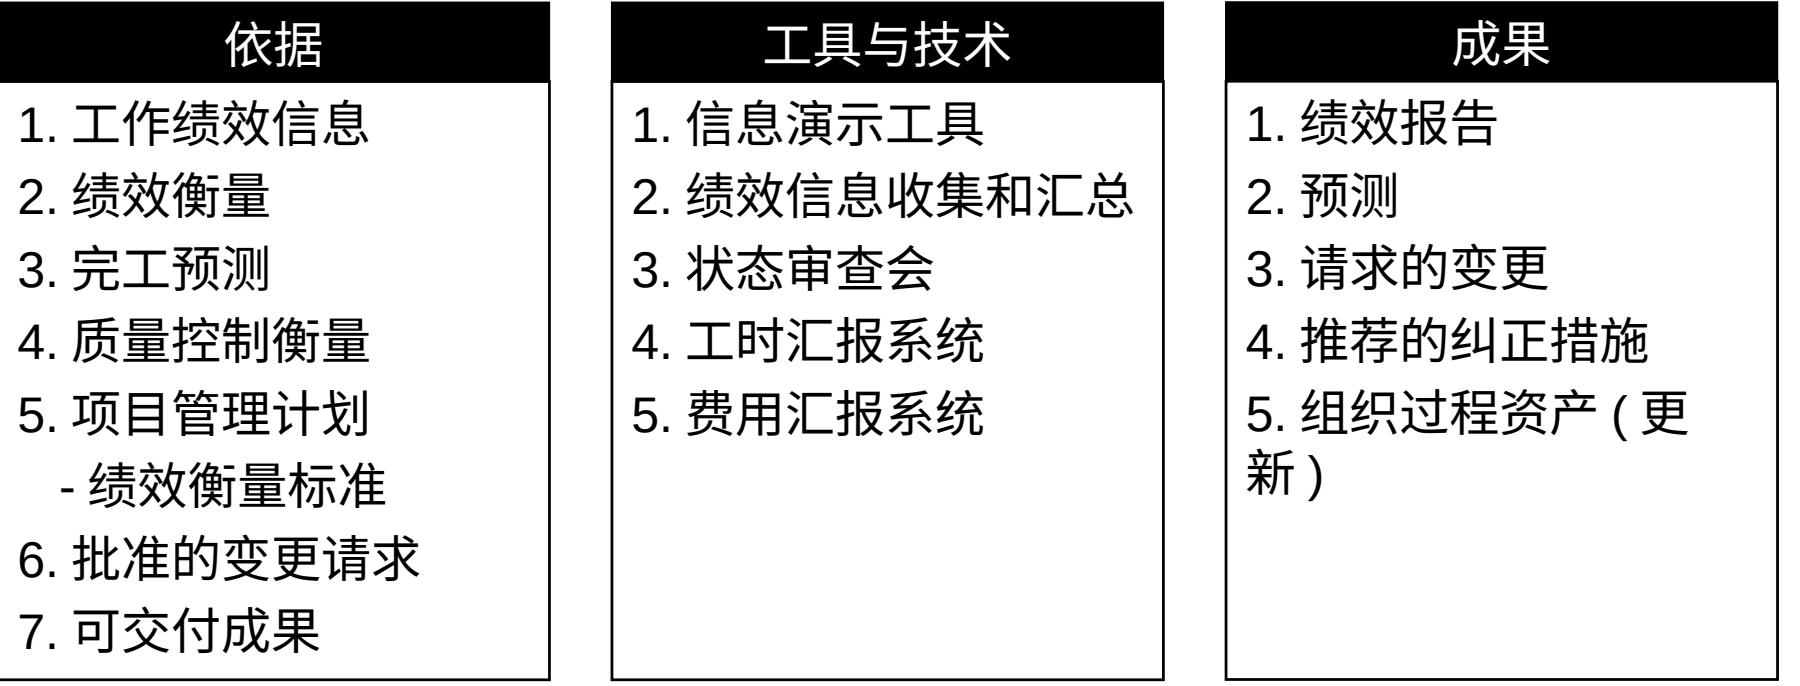 依据
1. 工作绩效信息
2. 绩效衡量
3. 完工预测
4. 质量控制衡量
5. 项目管理计划
- 绩效衡量标准
6. 批准的变更请求
7. 可交付成果
工具与技术
1. 信息演示工具
2. 绩效信息收集和汇总
3. 状态审查会
4. 工时汇报系统
5. 费用汇报系统
成果
1. 绩效报告
2. 预测
3. 请求的变更
4. 推荐的纠正措施
5. 组织过程资产 ( 更
新 )